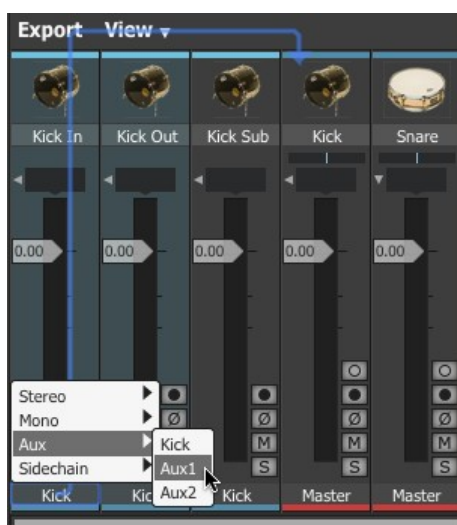 Export View
Kick In Kick Out Kick Sub Kick Snare
0.00 0.00 0.00 0.00 0.00
Stereo
Mono Ø Ø Ø Ø
Aux Kick M M M
Sidechain Aux1 S S S
Kick Aux2 Kick Master Master